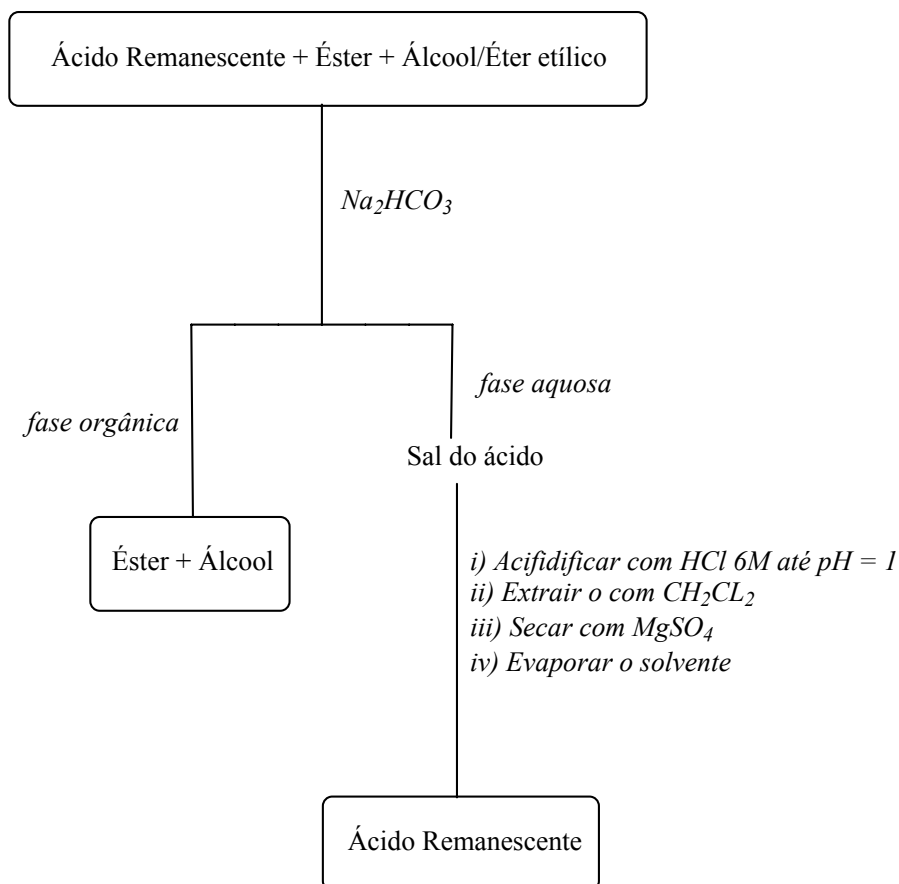 Ácido Remanescente + Éster + Álcool/Éter etílico
Na2HCO3
fase orgânica
fase aquosa
Sal do ácido
Éster + Álcool
i) Acifidificar com HCl 6M até pH = 1
ii) Extrair o com CH2CL2
iii) Secar com MgSO4
iv) Evaporar o solvente
Ácido Remanescente